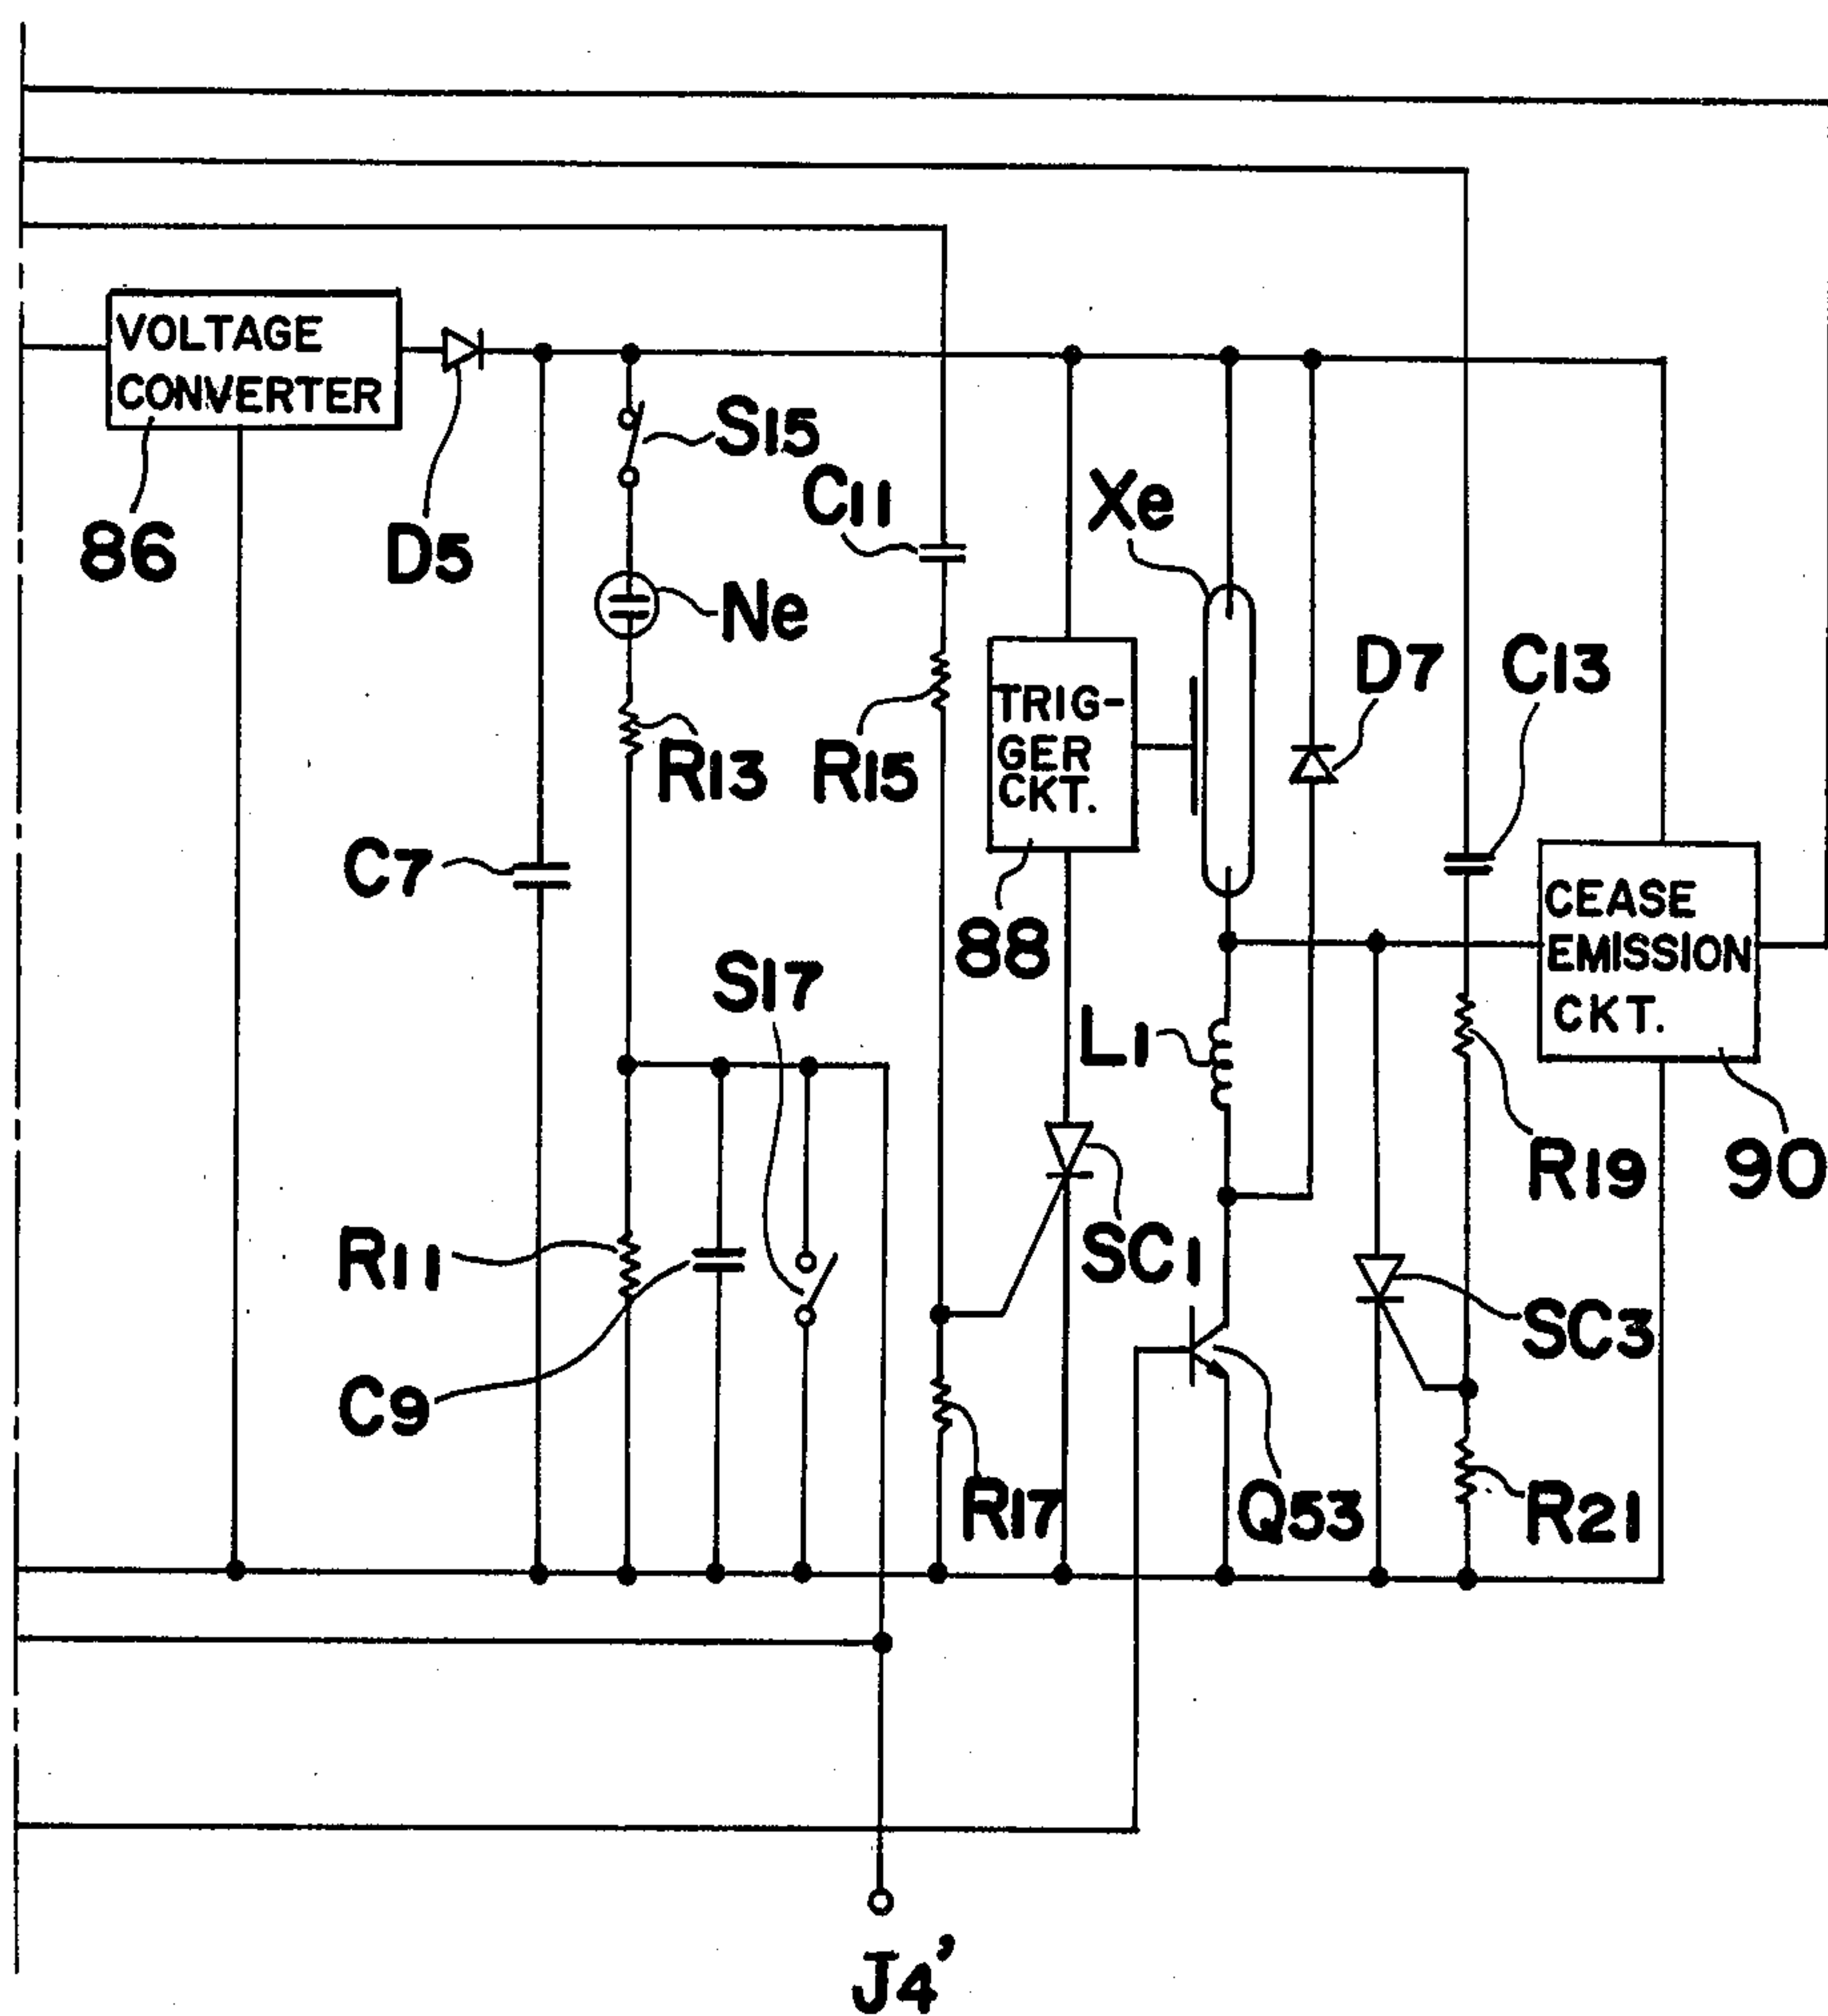 VOLTAGE
CONVERTER
86
D5
S15
C11
Xe
Ne
R13
R15
TRIG-
GER
CKT.
D7
C13
C7
88
CEASE
EMISSION
CKT.
S17
L1
R19
90
R11
SC1
SC3
C9
R17
Q53
R21
J4'